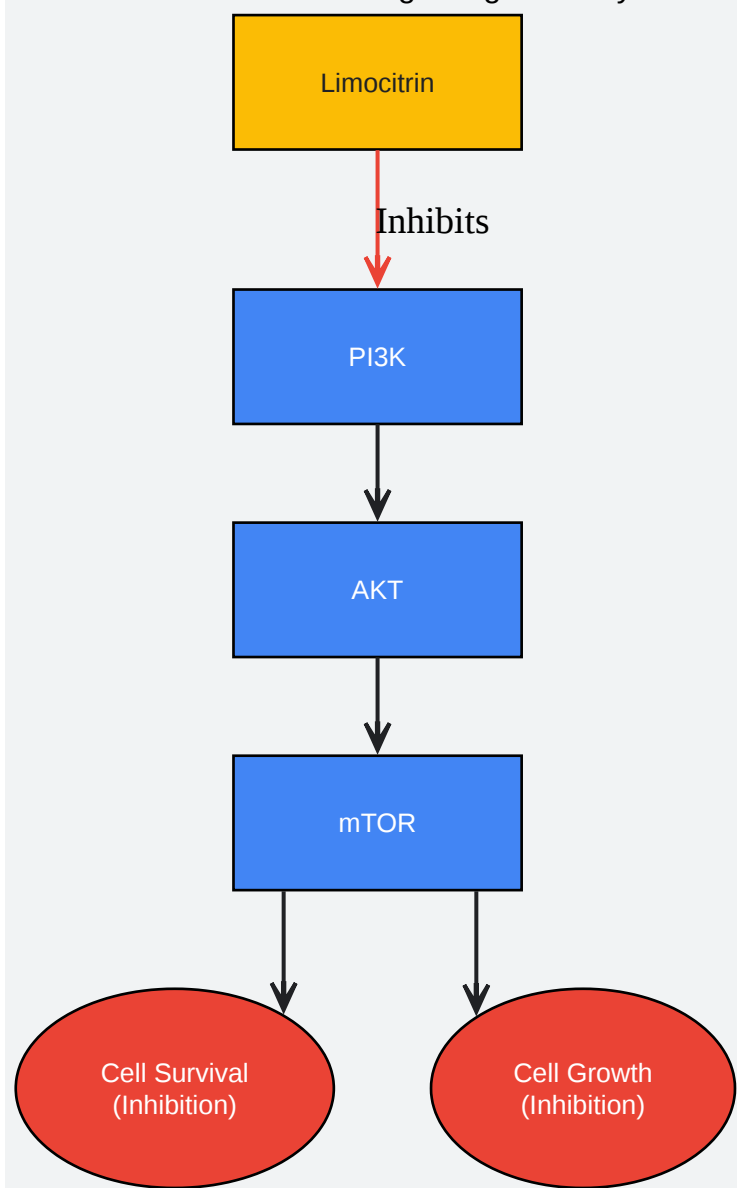 Limocitrin
Inhibits
PI3K
AKT
mTOR
Cell Survival
(Inhibition)
Cell Growth
(Inhibition)